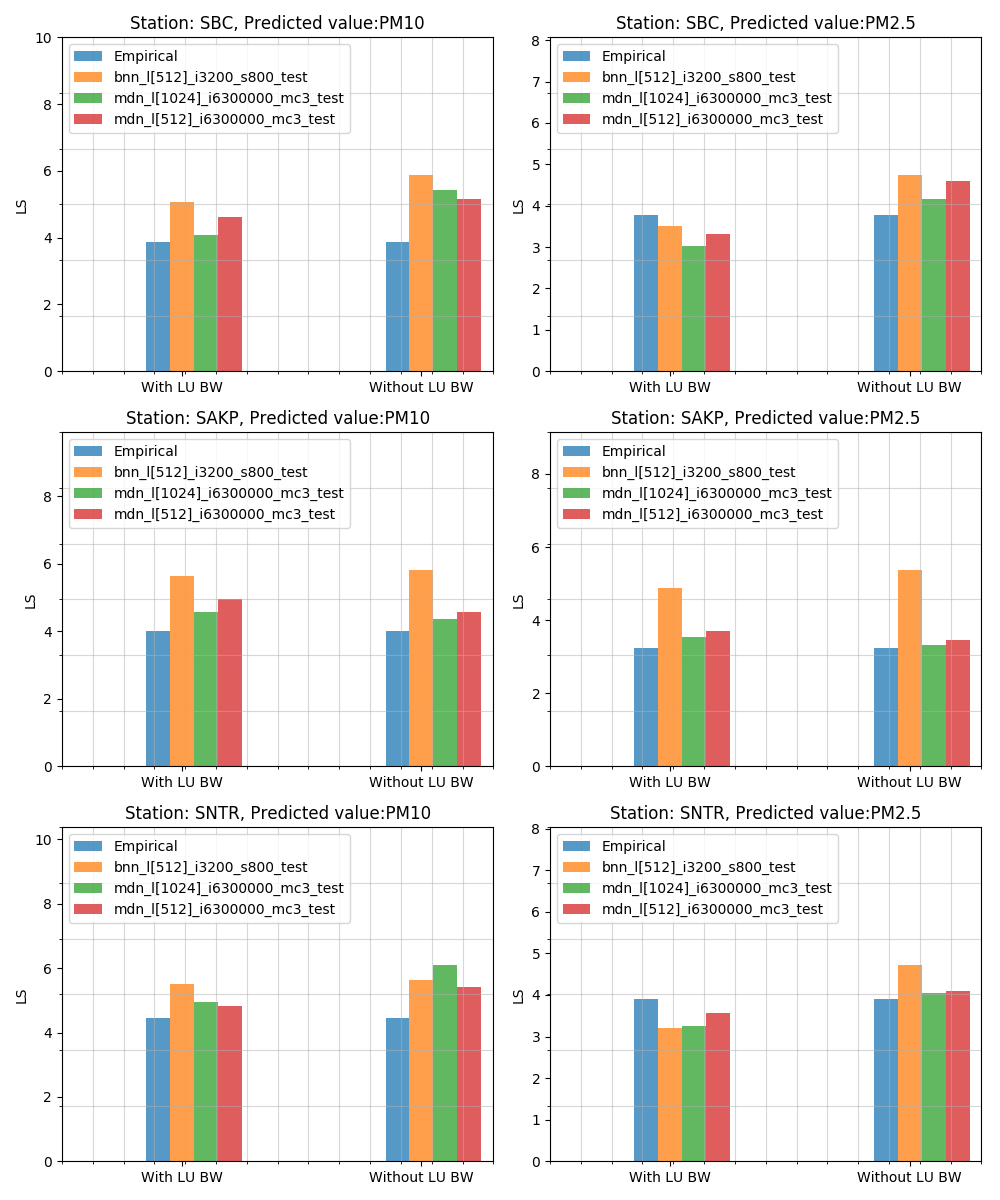 Station: SBC, Predicted value:PM10
10
8
6
4
2
0
LS
Empirical
bnn_l[512]_i3200_s800_test
mdn_l[1024]_i6300000_mc3_test
mdn_l[512]_i6300000_mc3_test
With LU BW
Without LU BW
Station: SBC, Predicted value:PM2.5
8
7
6
5
4
3
2
1
0
LS
Empirical
bnn_l[512]_i3200_s800_test
mdn_l[1024]_i6300000_mc3_test
mdn_l[512]_i6300000_mc3_test
With LU BW
Without LU BW
Station: SAKP, Predicted value:PM10
8
6
4
2
0
LS
Empirical
bnn_l[512]_i3200_s800_test
mdn_l[1024]_i6300000_mc3_test
mdn_l[512]_i6300000_mc3_test
With LU BW
Without LU BW
Station: SAKP, Predicted value:PM2.5
8
6
4
2
0
LS
Empirical
bnn_l[512]_i3200_s800_test
mdn_l[1024]_i6300000_mc3_test
mdn_l[512]_i6300000_mc3_test
With LU BW
Without LU BW
Station: SNTR, Predicted value:PM10
10
8
6
4
2
0
LS
Empirical
bnn_l[512]_i3200_s800_test
mdn_l[1024]_i6300000_mc3_test
mdn_l[512]_i6300000_mc3_test
With LU BW
Without LU BW
Station: SNTR, Predicted value:PM2.5
8
7
6
5
4
3
2
1
0
LS
Empirical
bnn_l[512]_i3200_s800_test
mdn_l[1024]_i6300000_mc3_test
mdn_l[512]_i6300000_mc3_test
With LU BW
Without LU BW